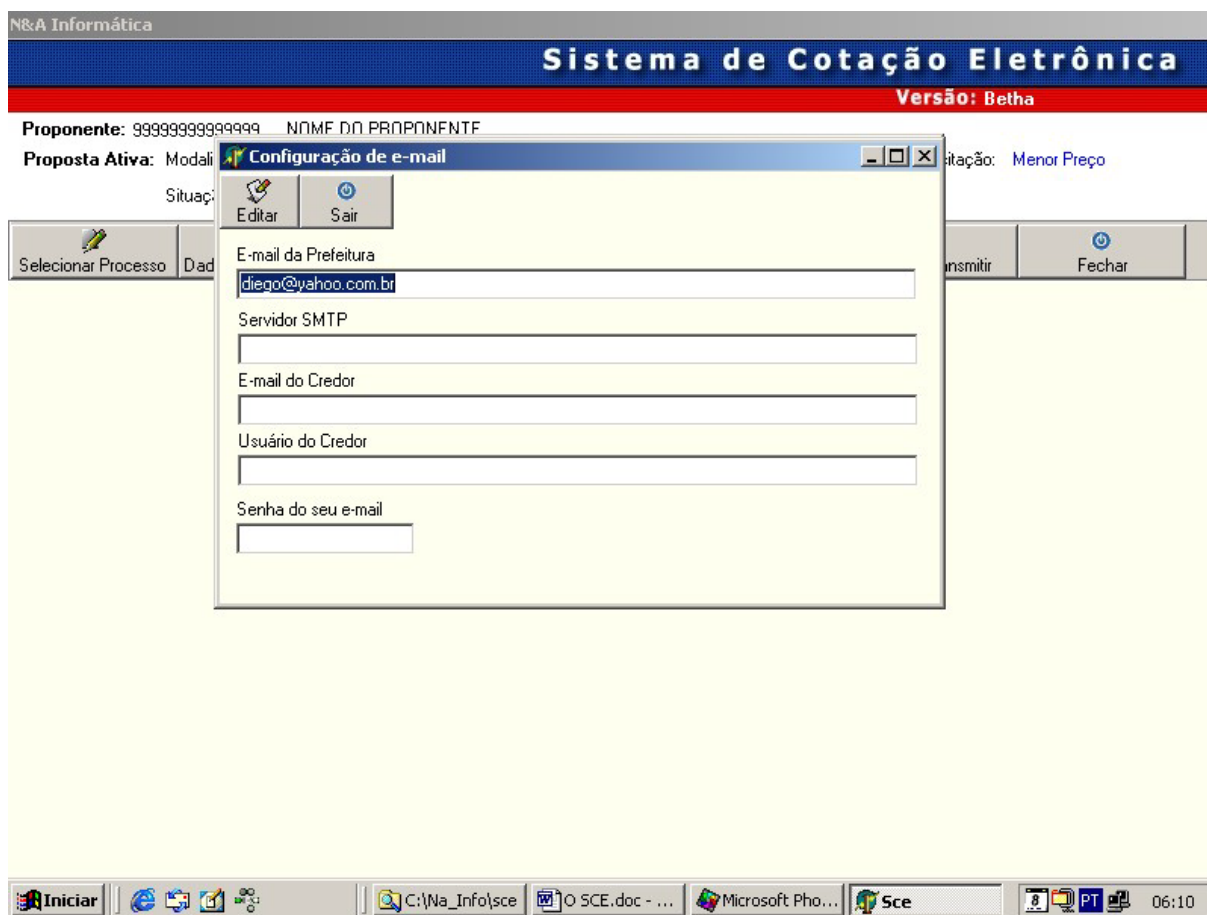 N&A Informática
Sistema de Cotação Eletrônica
Versão: Betha
Proponente: 99999999999999 NOME DO PROPONENTE
Proposta Ativa: Modali
itação: Menor Preço
Situaç
Configuração de e-mail
Editar Sair
Selecionar Processo Dad
nsmitir Fechar
E-mail da Prefeitura
diego@yahoo.com.br
Servidor SMTP
E-mail do Credor
Usuário do Credor
Senha do seu e-mail
Iniciar C:\Na_Info\sce O SCE.doc - ... Microsoft Pho... Sce 8 PT 06:10